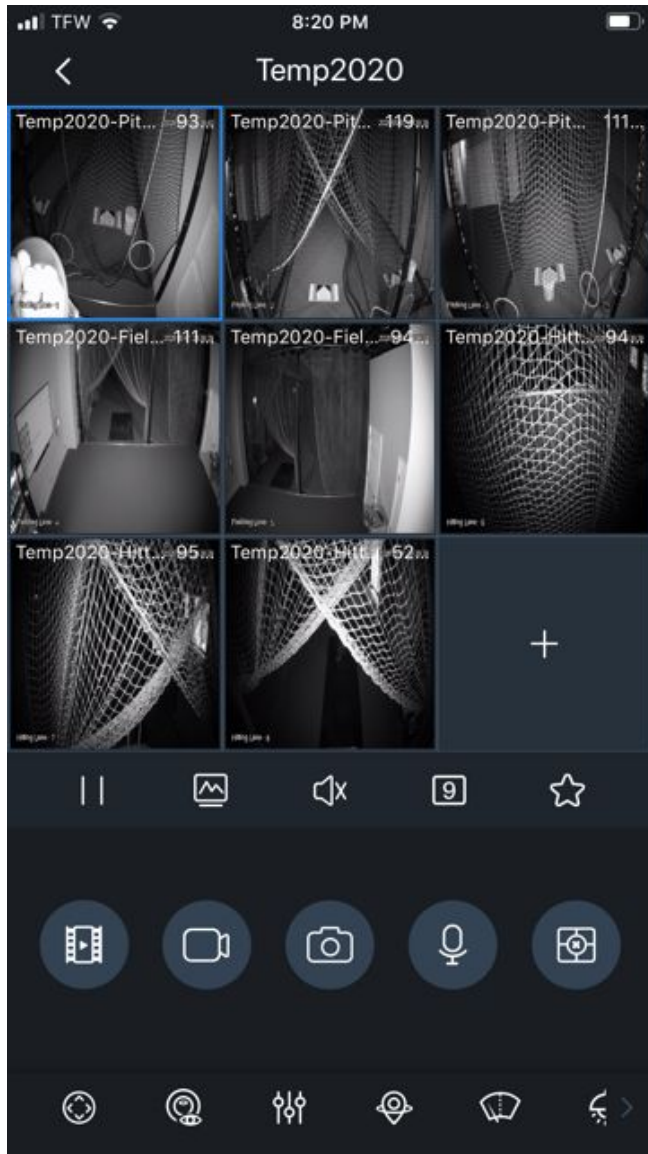 TFW 8:20 PM
Temp2020
Temp2020-Pit... 93...
Temp2020-Pit... 119...
Temp2020-Pit... 111...
Temp2020-Fiel... 111...
Temp2020-Fiel... 94...
Temp2020-Hitt... 94...
Temp2020-Hitt... 95...
Temp2020-Hitt... 52...
9